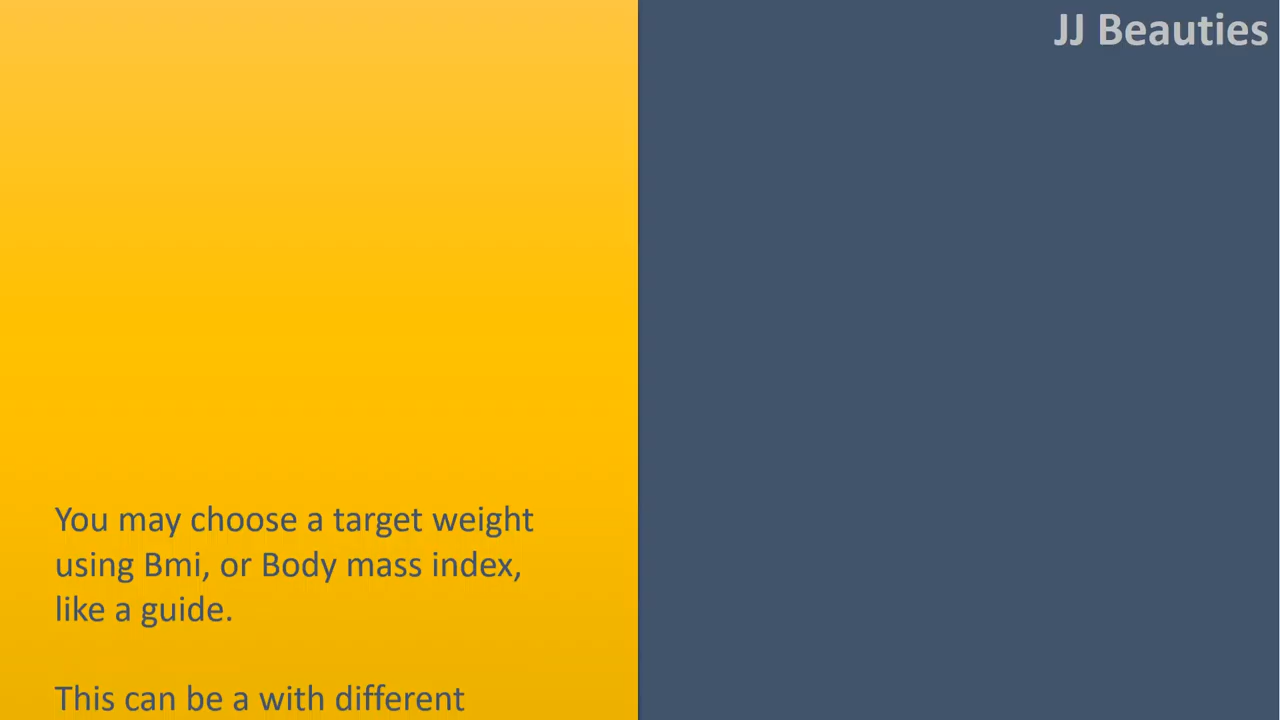 JJ Beauties
You may choose a target weight
using Bmi, or Body mass index,
like a guide.
This can be a with different